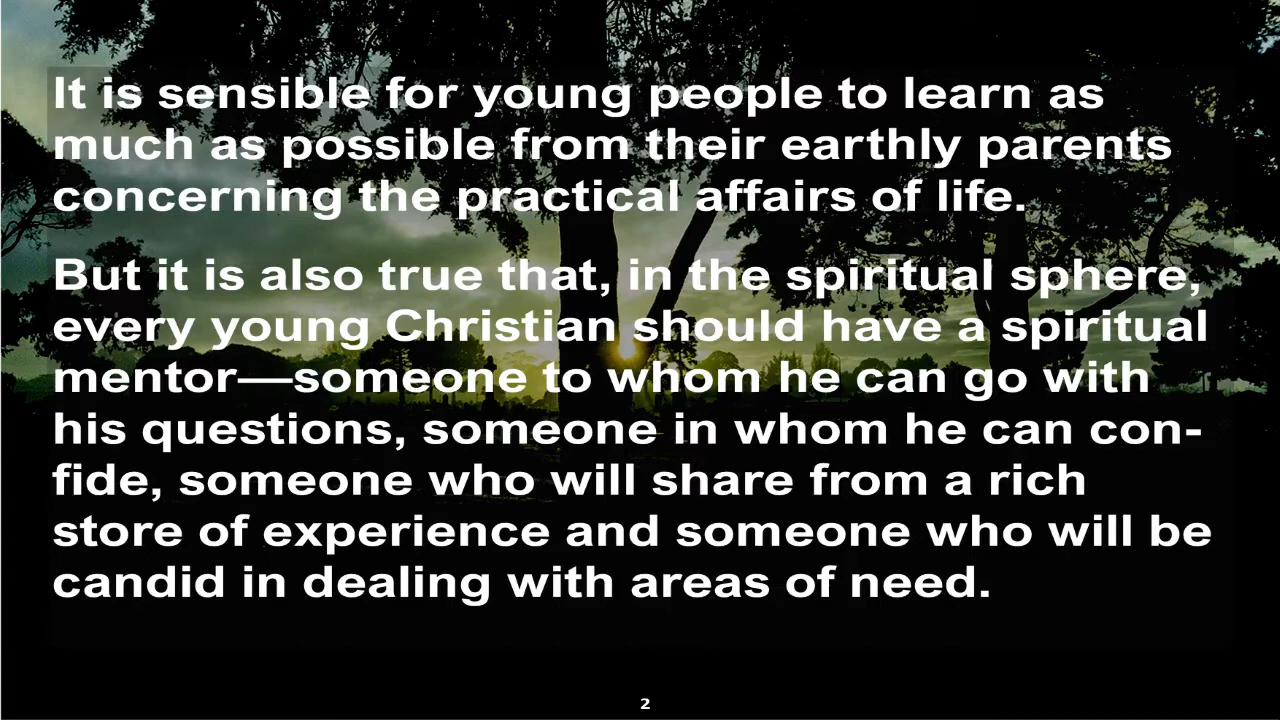 It is sensible for young people to learn as
much as possible from their earthly parents
concerning the practical affairs of life.
But it is also true that, in the spiritual sphere,
every young Christian should have a spiritual
mentor—someone to whom he can go with
his questions, someone in whom he can con-
fide, someone who will share from a rich
store of experience and someone who will be
candid in dealing with areas of need.
2